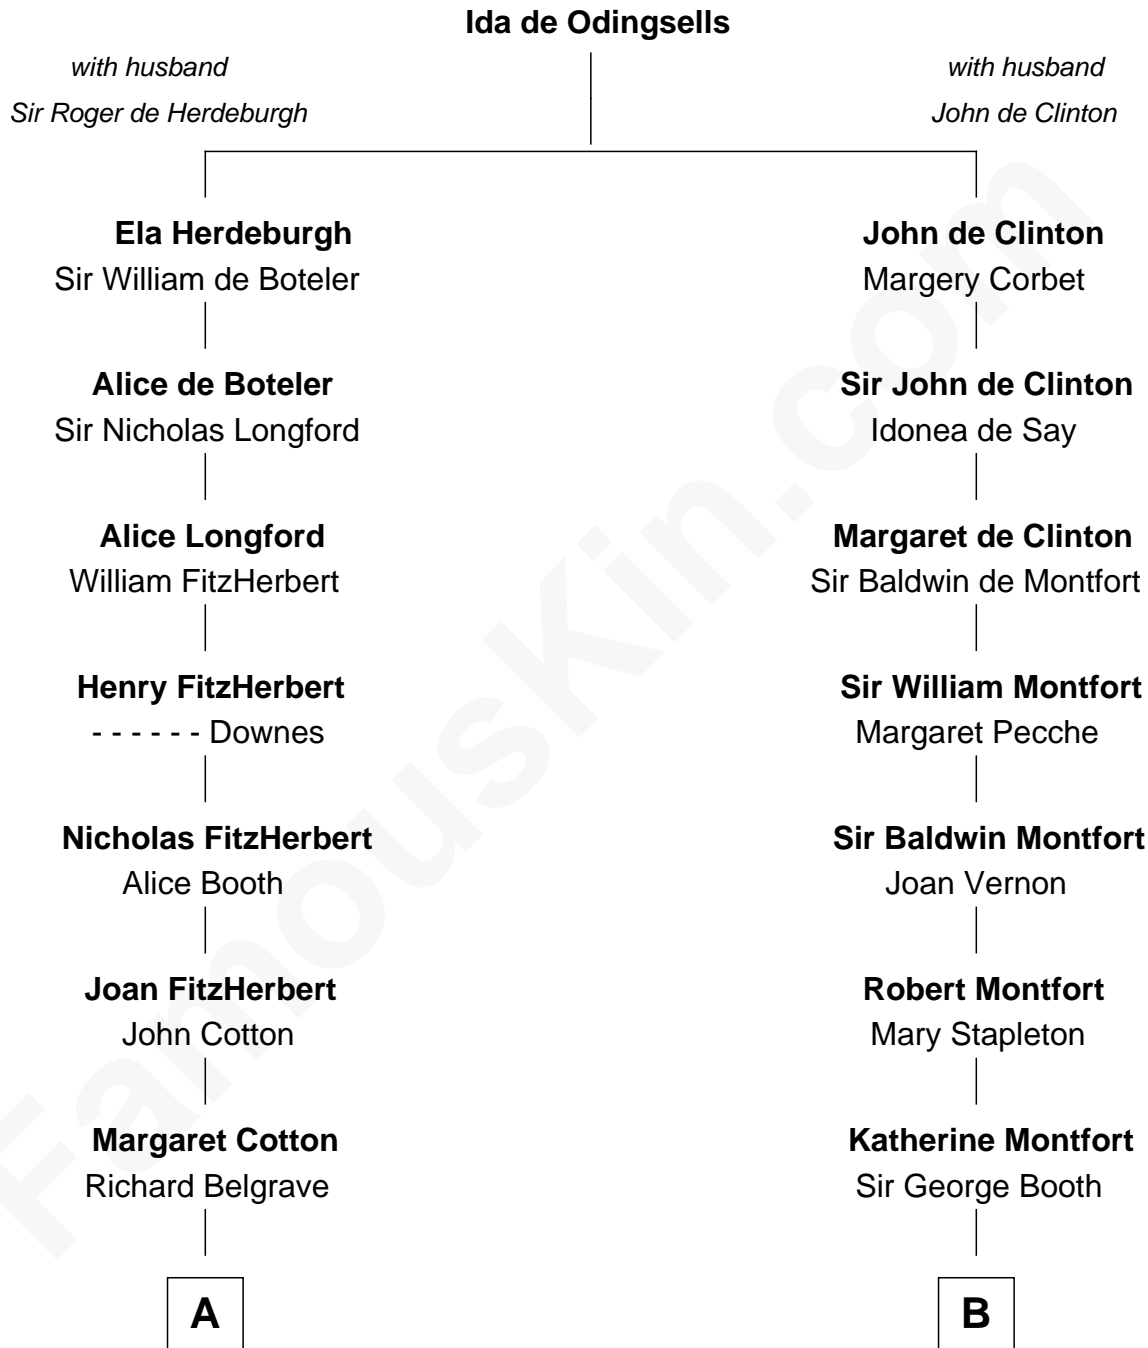 Ida de Odingsells
with husband
Sir Roger de Herdeburgh
with husband
John de Clinton
Ela Herdeburgh
Sir William de Boteler
John de Clinton
Margery Corbet
Alice de Boteler
Sir Nicholas Longford
Sir John de Clinton
Idonea de Say
Alice Longford
William FitzHerbert
Margaret de Clinton
Sir Baldwin de Montfort
Henry FitzHerbert
- - - - - - Downes
Sir William Montfort
Margaret Pecche
Nicholas FitzHerbert
Alice Booth
Sir Baldwin Montfort
Joan Vernon
Joan FitzHerbert
John Cotton
Robert Montfort
Mary Stapleton
Margaret Cotton
Richard Belgrave
Katherine Montfort
Sir George Booth
A
B
FamousKin.com